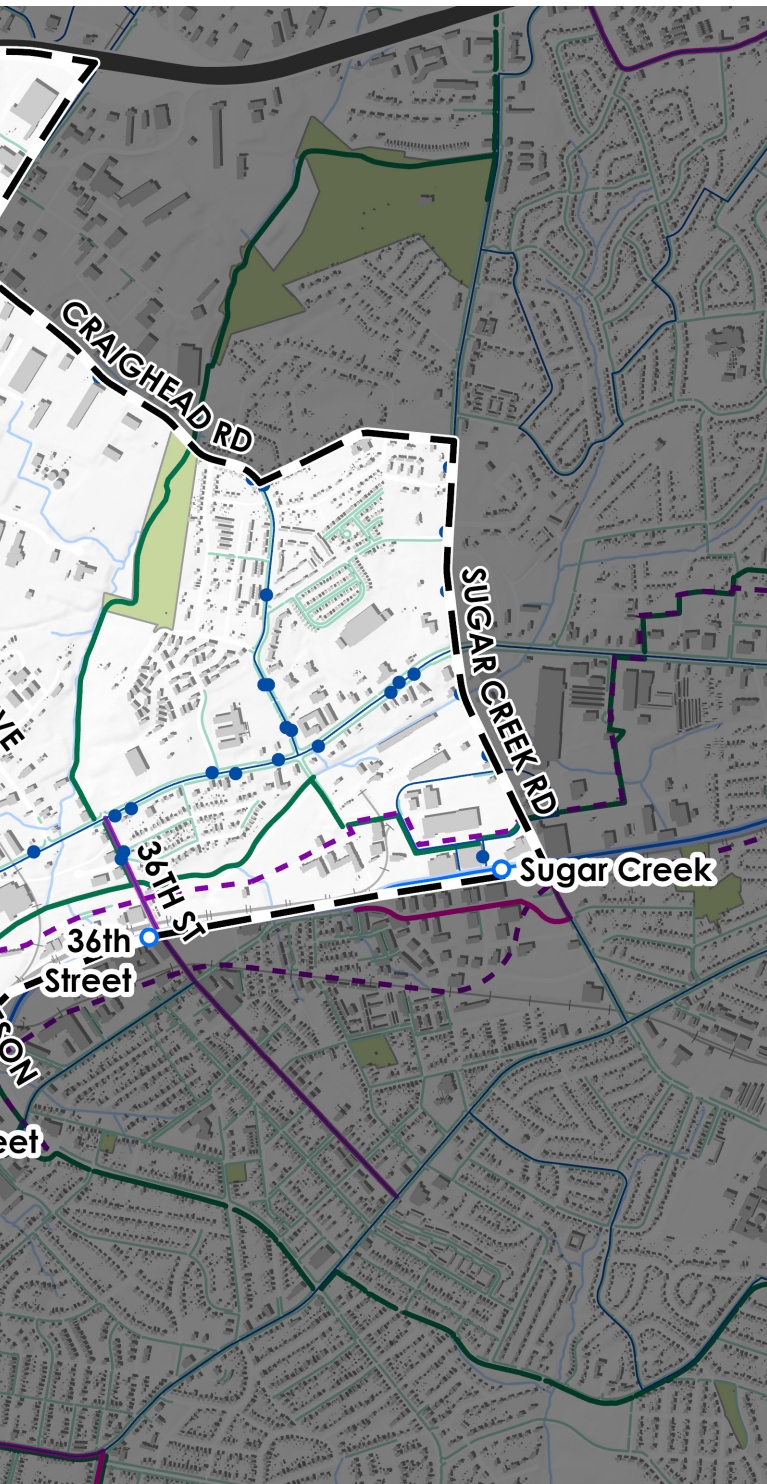 CRAIGHEAD RD
SUGAR CREEK RD
VE
36TH ST
Sugar Creek
36th
Street
SON
eet